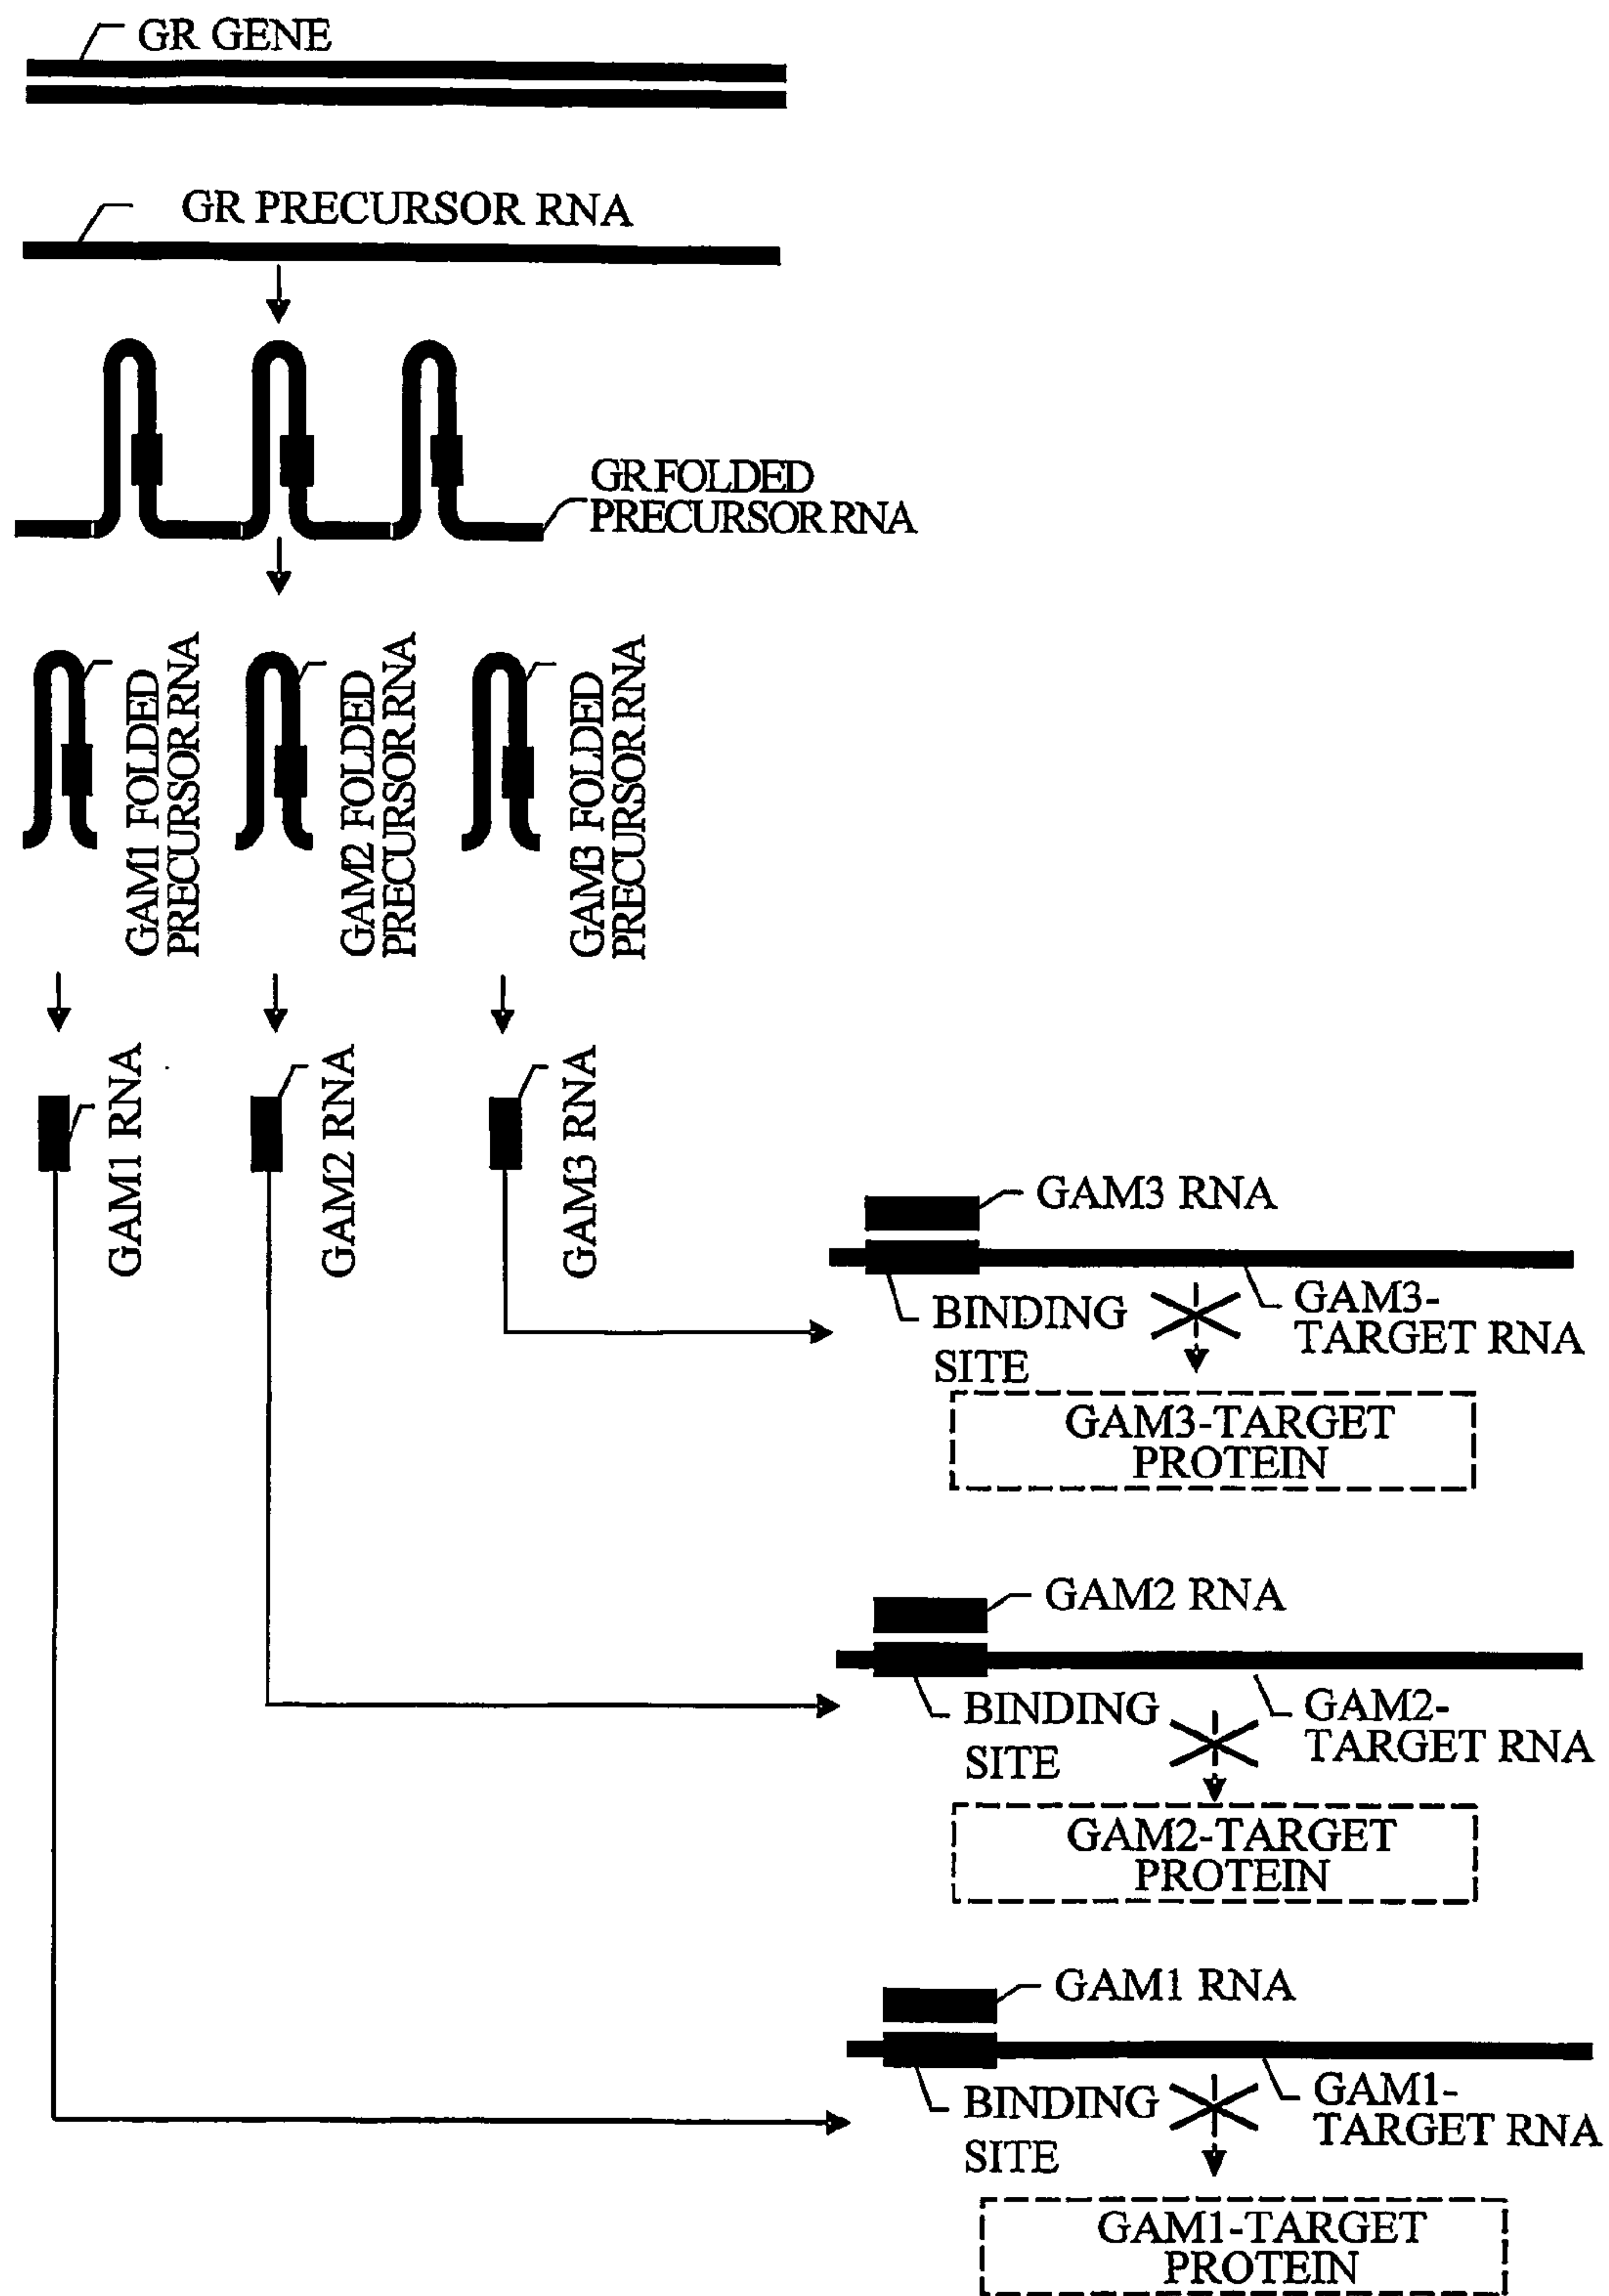 GR GENE
GR PRECURSOR RNA
GR FOLDED
PRECURSOR RNA
GAM1 FOLDED
PRECURSOR RNA
GAM2 FOLDED
PRECURSOR RNA
GAM3 FOLDED
PRECURSOR RNA
GAM1 RNA
GAM2 RNA
GAM3 RNA
GAM3 RNA
BINDING
SITE
GAM3-
TARGET RNA
GAM3-TARGET
PROTEIN
GAM2 RNA
BINDING
SITE
GAM2-
TARGET RNA
GAM2-TARGET
PROTEIN
GAM1 RNA
BINDING
SITE
GAM1-
TARGET RNA
GAM1-TARGET
PROTEIN